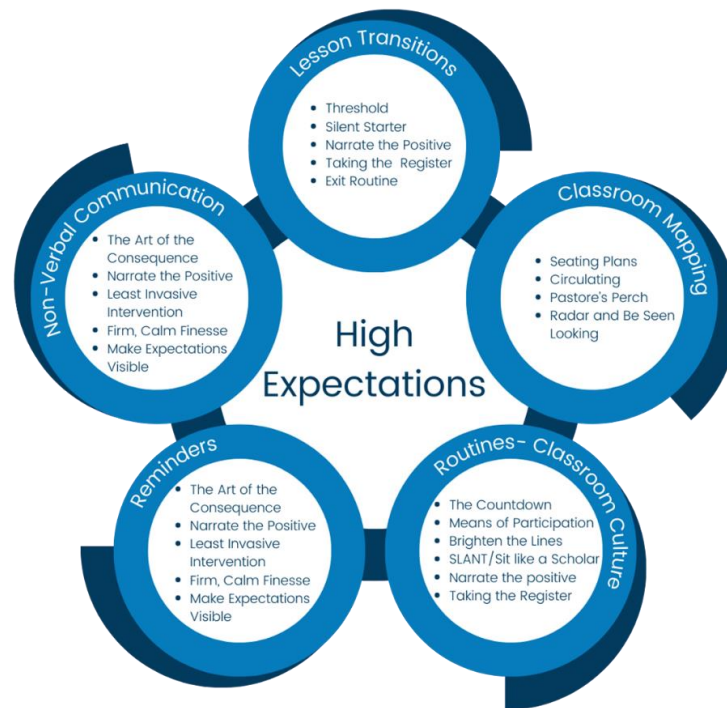 Lesson Transitions
• Threshold
• Silent Starter
• Narrate the Positive
• Taking the Register
• Exit Routine
Non-Verbal Communication
• The Art of the
Consequence
• Narrate the Positive
• Least Invasive
Intervention
• Firm, Calm Finesse
• Make Expectations
Visible
Classroom Mapping
• Seating Plans
• Circulating
• Pastore's Perch
• Radar and Be Seen
Looking
High
Expectations
Reminders
• The Art of the
Consequence
• Narrate the Positive
• Least Invasive
Intervention
• Firm, Calm Finesse
• Make Expectations
Visible
Routines- Classroom Culture
• The Countdown
• Means of Participation
• Brighten the Lines
• SLANT/Sit like a Scholar
• Narrate the positive
• Taking the Register